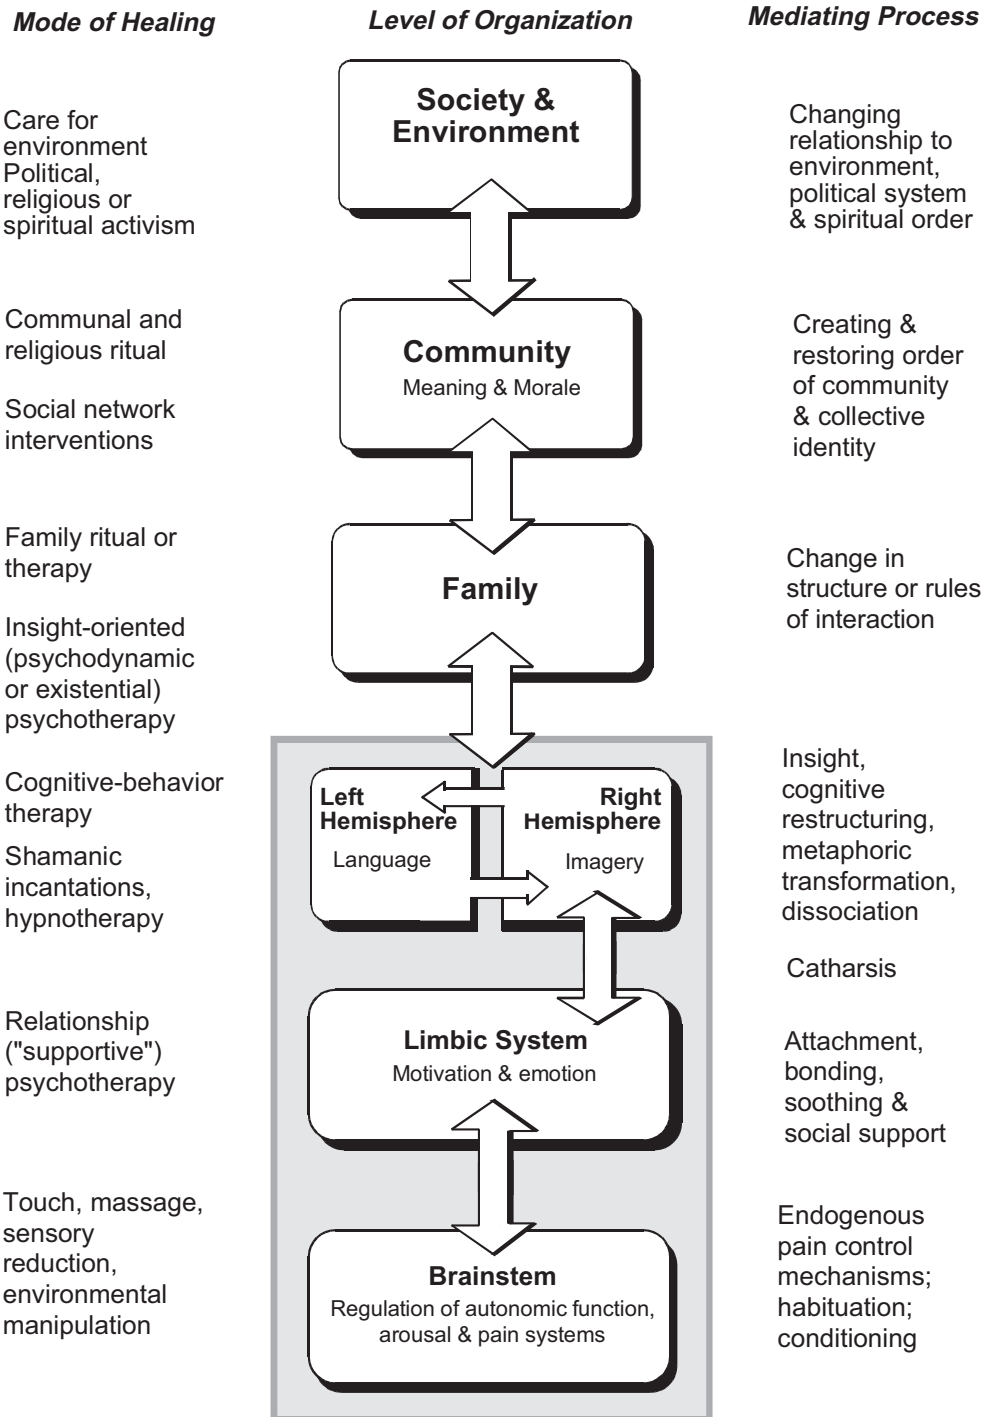 Mode of Healing
Level of Organization
Mediating Process
Society &
Environment
Care for
environment
Political,
religious or
spiritual activism
Changing
relationship to
environment,
political system
& spiritual order
Communal and
religious ritual
Social network
interventions
Community
Meaning & Morale
Creating &
restoring order
of community
& collective
identity
Family ritual or
therapy
Family
Change in
structure or rules
of interaction
Insight-oriented
(psychodynamic
or existential)
psychotherapy
Cognitive-behavior
therapy
Shamanic
incantations,
hypnotherapy
Left
Hemisphere
Language
Right
Hemisphere
Imagery
Insight,
cognitive
restructuring,
metaphoric
transformation,
dissociation
Catharsis
Relationship
("supportive")
psychotherapy
Limbic System
Motivation & emotion
Attachment,
bonding,
soothing &
social support
Touch, massage,
sensory
reduction,
environmental
manipulation
Brainstem
Regulation of autonomic function,
arousal & pain systems
Endogenous
pain control
mechanisms;
habituation;
conditioning